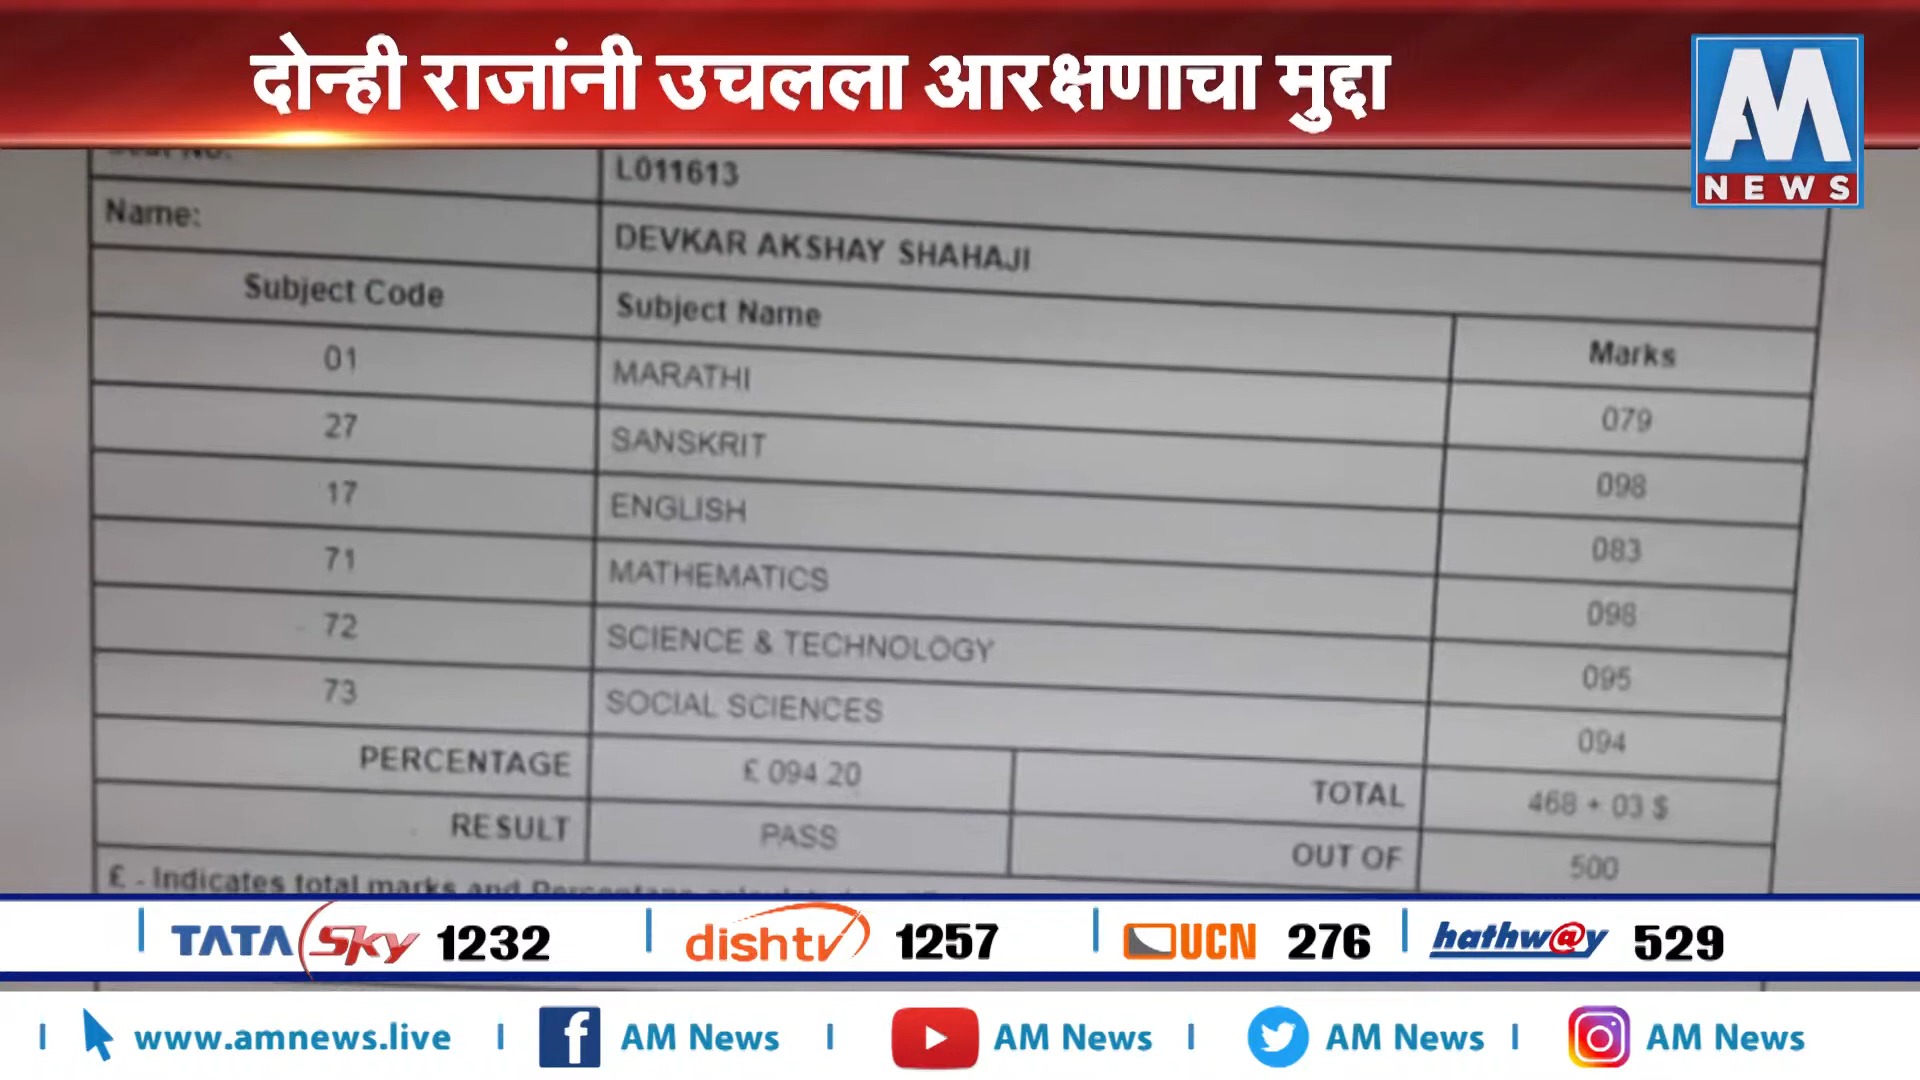 दोन्ही राजांनी उचलला आरक्षणाचा मुद्दा
AM
NEWS
L011613
Name: DEVKAR AKSHAY SHAHAJI
Subject Code Subject Name Marks
01 MARATHI 079
27 SANSKRIT 098
17 ENGLISH 083
71 MATHEMATICS 098
72 SCIENCE & TECHNOLOGY 095
73 SOCIAL SCIENCES 094
PERCENTAGE £ 094.20 TOTAL 468 + 03 $
RESULT PASS OUT OF 500
£ - Indicates total marks and Percentage
TATA Sky 1232 dishtv 1257 UCN 276 hathw@y 529
www.amnews.live AM News AM News AM News AM News